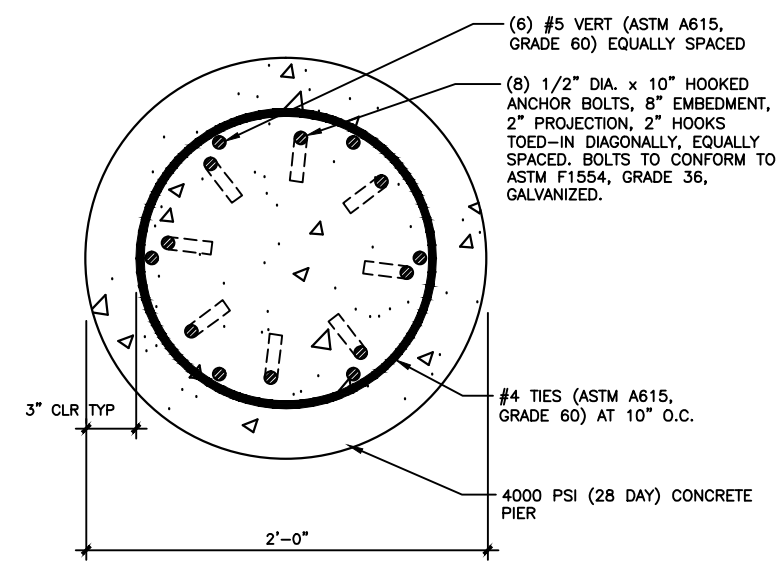 (6) #5 VERT (ASTM A615,
GRADE 60) EQUALLY SPACED
(8) 1/2" DIA. x 10" HOOKED
ANCHOR BOLTS, 8" EMBEDMENT,
2" PROJECTION, 2" HOOKS
TOED-IN DIAGONALLY, EQUALLY
SPACED. BOLTS TO CONFORM TO
ASTM F1554, GRADE 36,
GALVANIZED.
#4 TIES (ASTM A615,
GRADE 60) AT 10" O.C.
3" CLR TYP
4000 PSI (28 DAY) CONCRETE
PIER
2'-0"